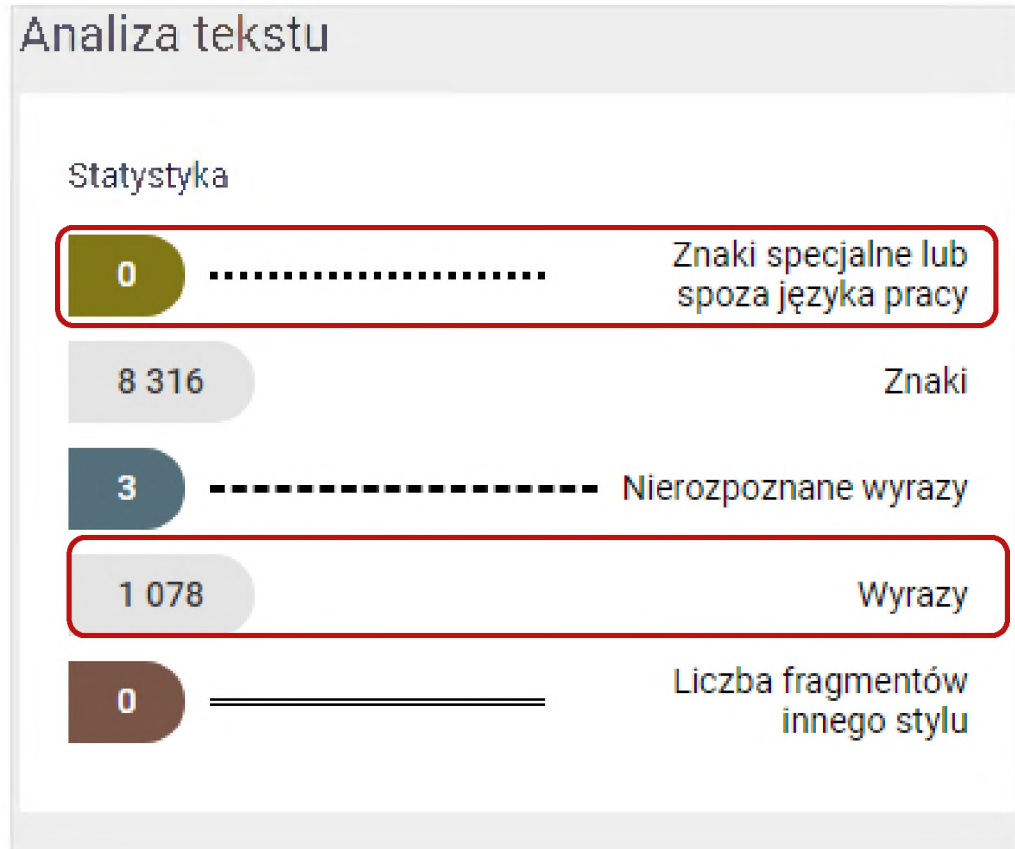 Analiza tekstu
Statystyka
0 Znaki specjalne lub
spoza języka pracy
8 316 Znaki
3 Nierozpoznane wyrazy
1 078 Wyrazy
0 Liczba fragmentów
innego stylu